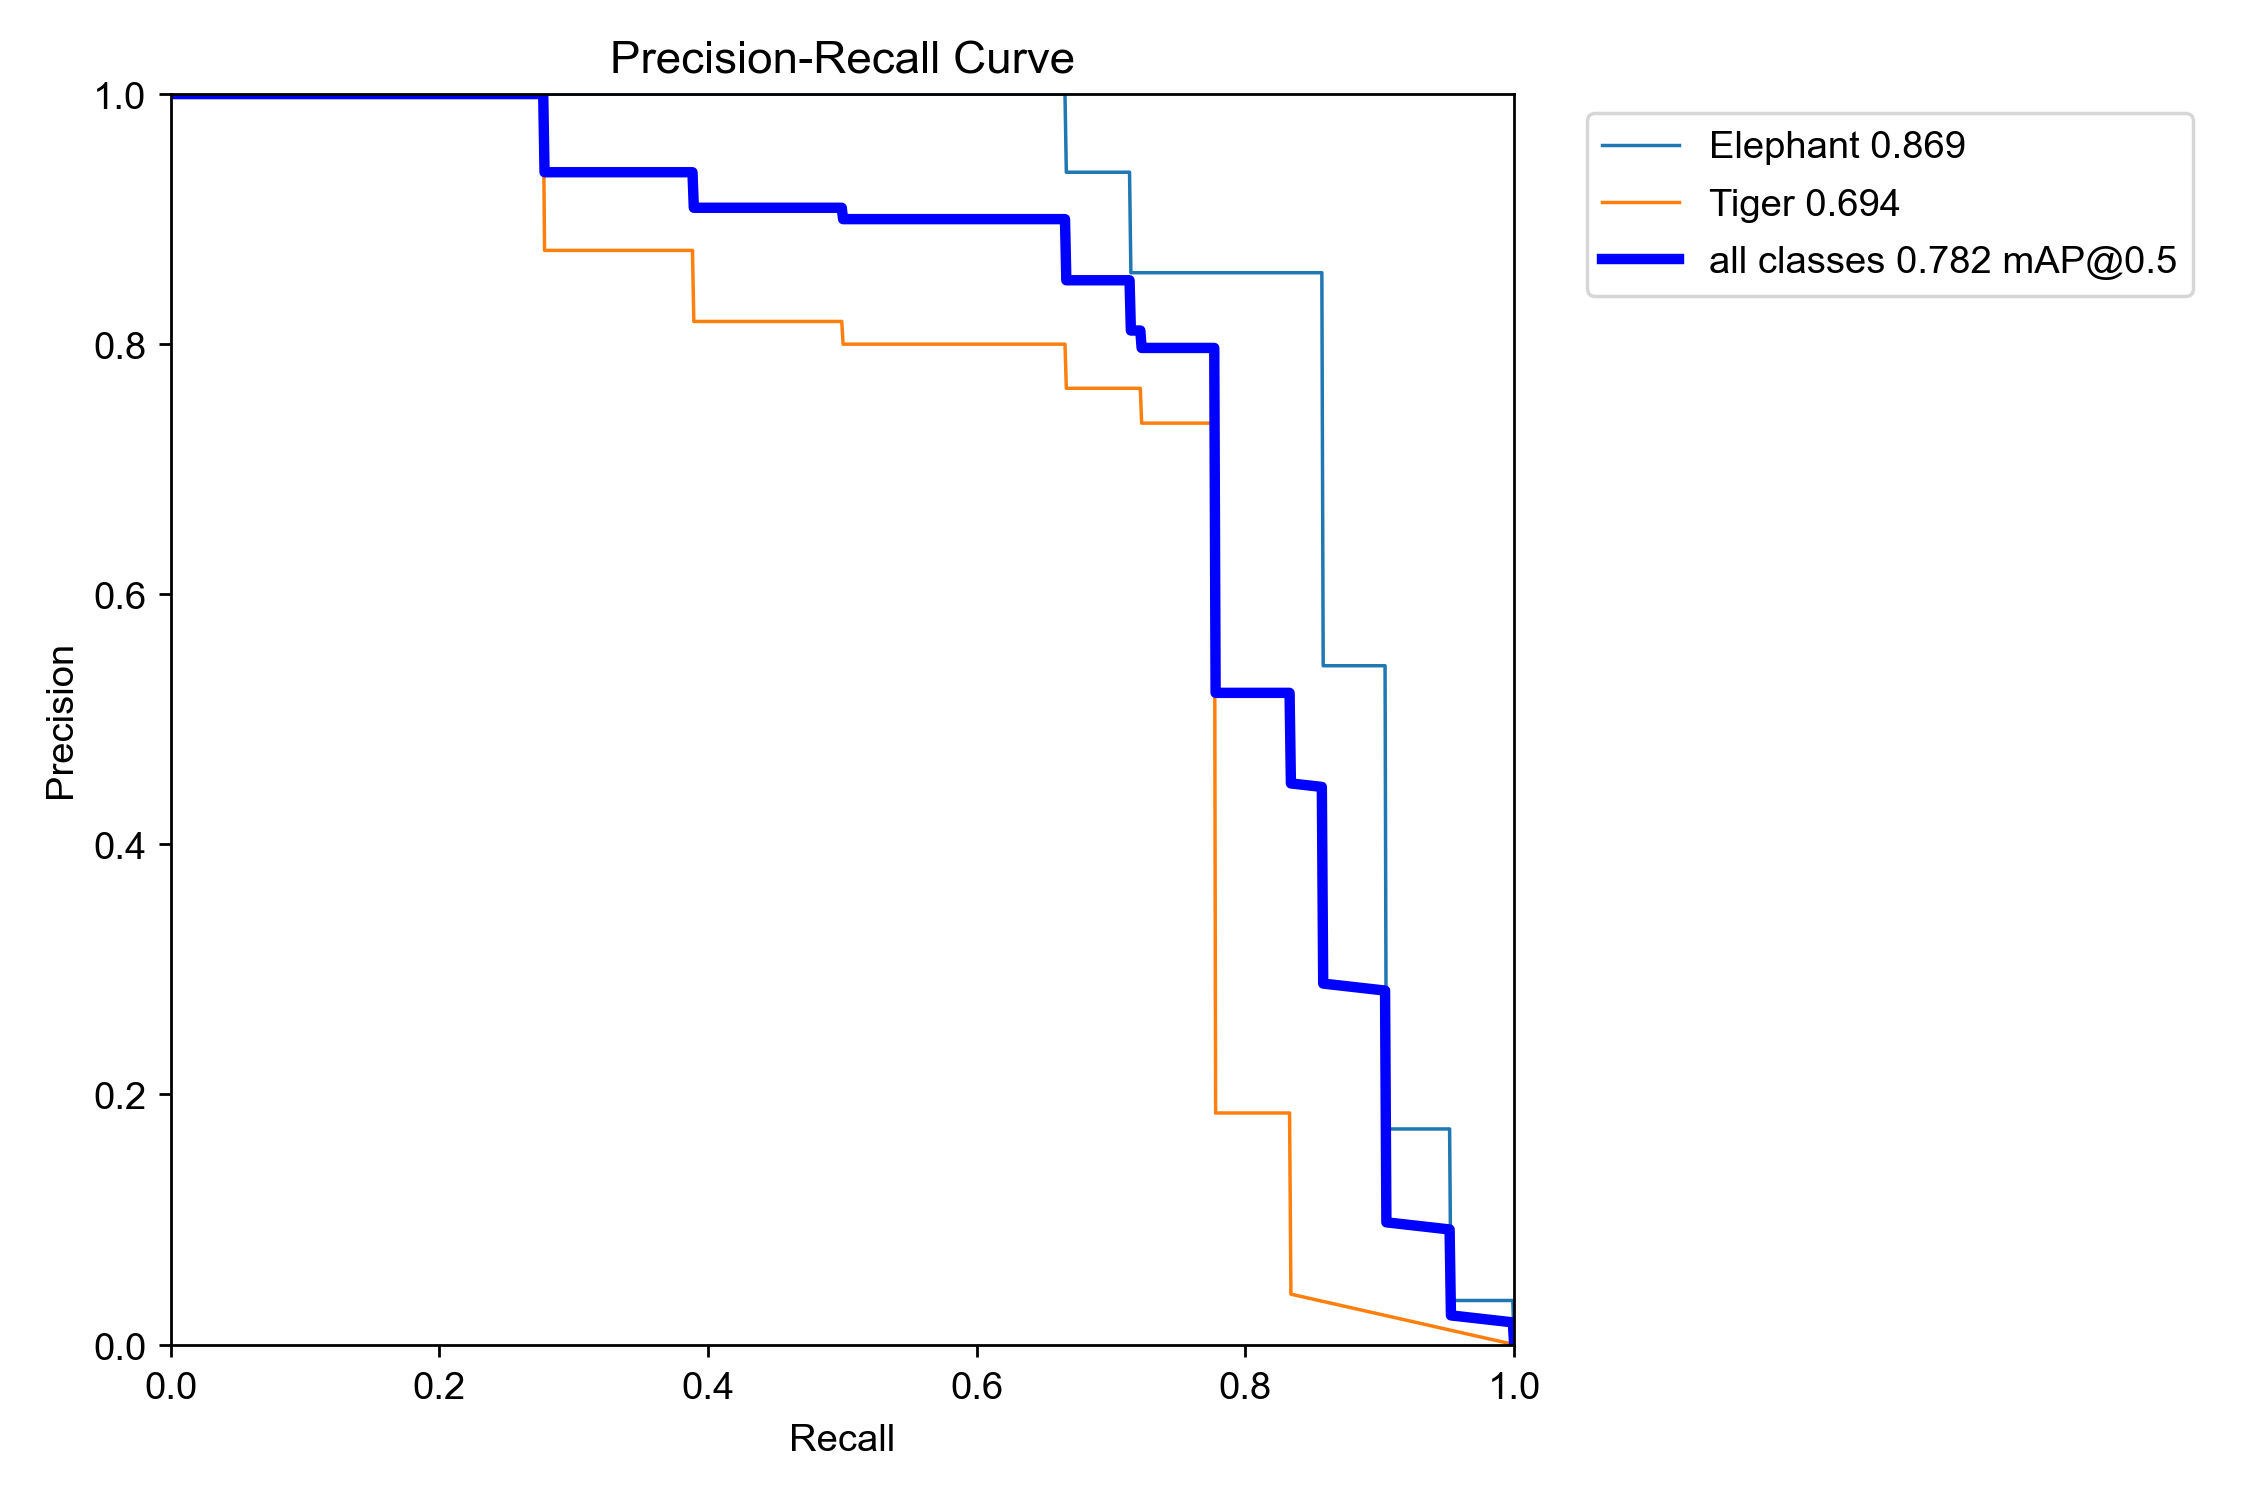 Precision-Recall Curve
1.0
0.8
0.6
0.4
0.2
0.0
Precision
0.0 0.2 0.4 0.6 0.8 1.0
Recall
Elephant 0.869
Tiger 0.694
all classes 0.782 mAP@0.5